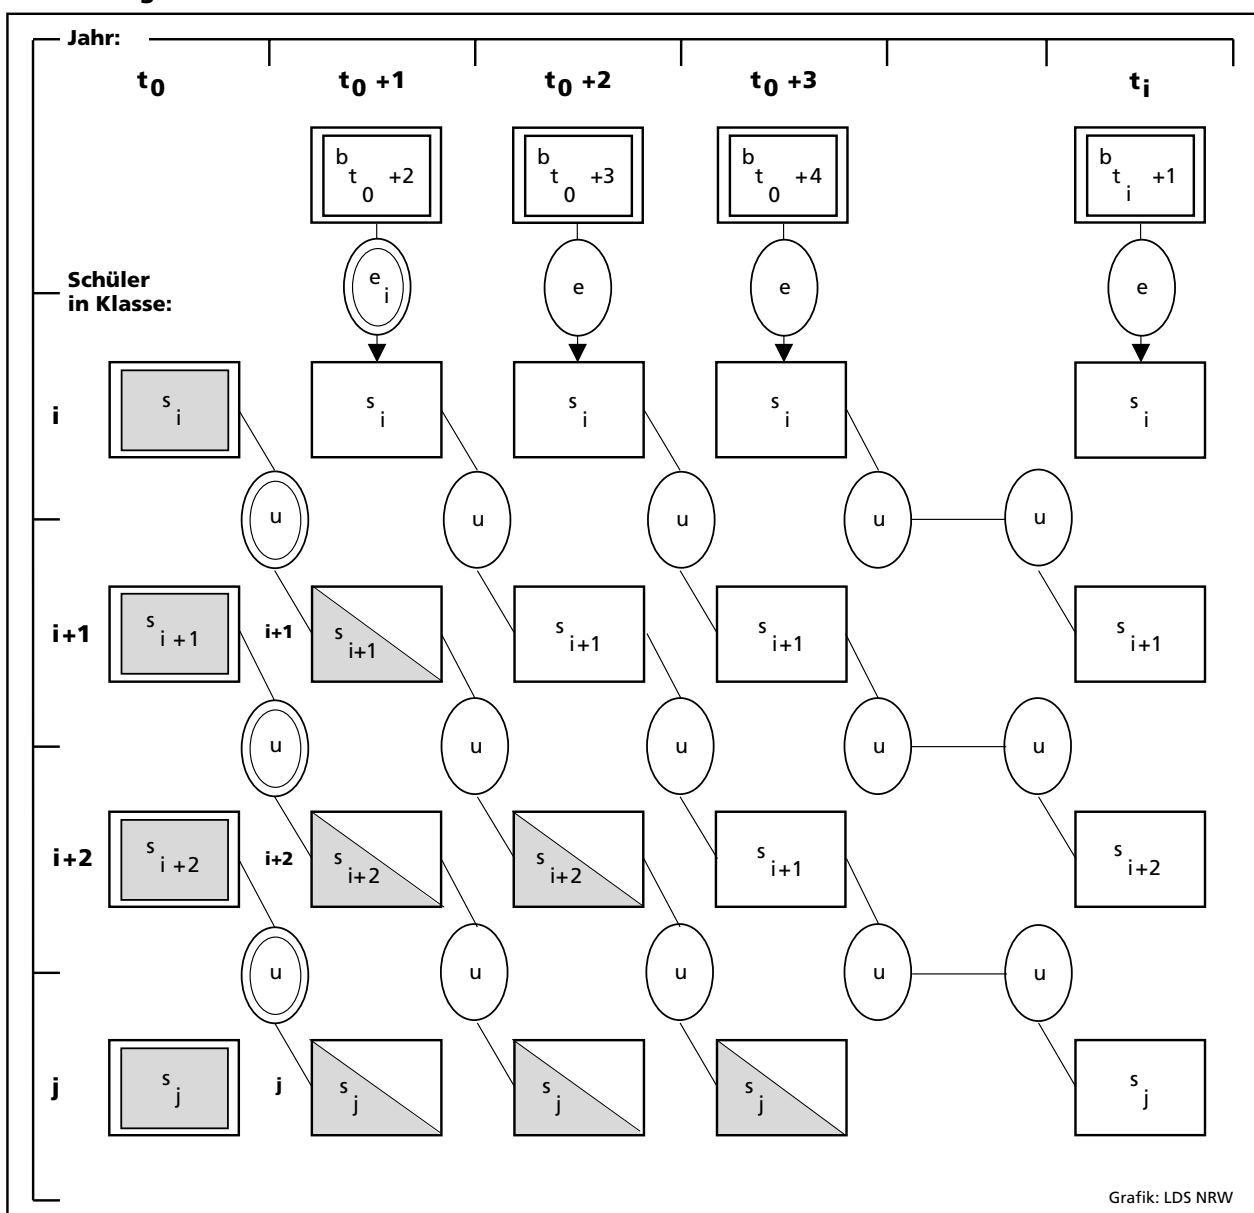 Jahr:
t0 t0 +1 t0 +2 t0 +3 ti
b t0 +2 b t0 +3 b t0 +4 b ti +1
Schüler
in Klasse:
ei e e e
i si si si si si
u u u u u
i+1 si+1 i+1 si+1 si+1 si+1 si+1
u u u u u
i+2 si+2 i+2 si+2 si+2 si+1 si+2
u u u u u
j sj j sj sj sj sj
Grafik: LDS NRW